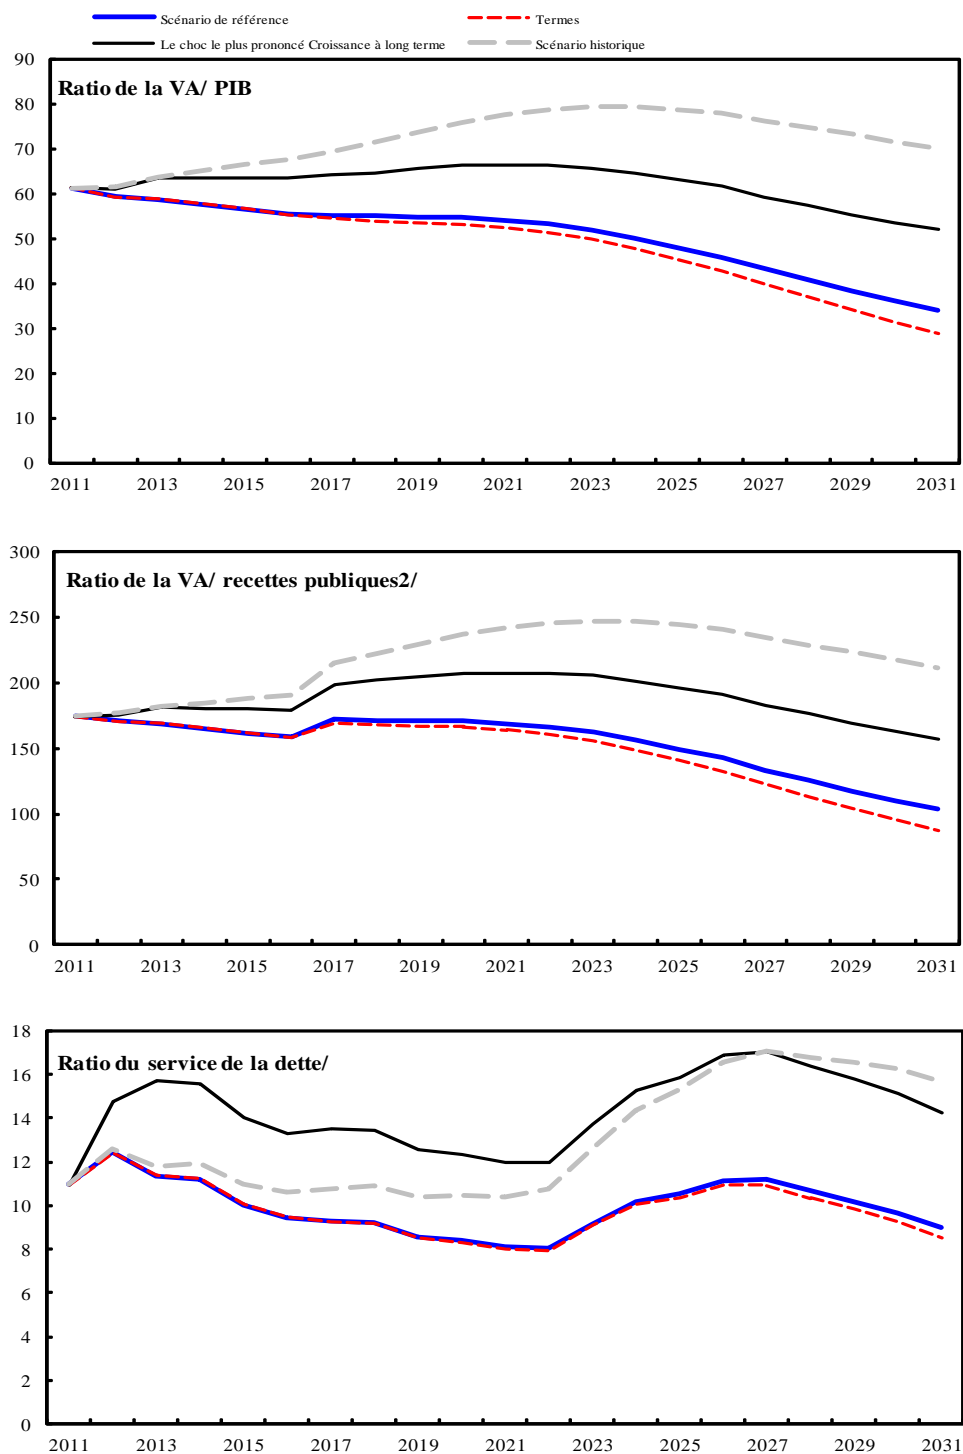 Scénario de référence
Termes
Le choc le plus prononcé Croissance à long terme
Scénario historique
Ratio de la VA/ PIB
90
80
70
60
50
40
30
20
10
0
2011 2013 2015 2017 2019 2021 2023 2025 2027 2029 2031
Ratio de la VA/ recettes publiques2/
300
250
200
150
100
50
0
2011 2013 2015 2017 2019 2021 2023 2025 2027 2029 2031
Ratio du service de la dette/
18
16
14
12
10
8
6
4
2
0
2011 2013 2015 2017 2019 2021 2023 2025 2027 2029 2031